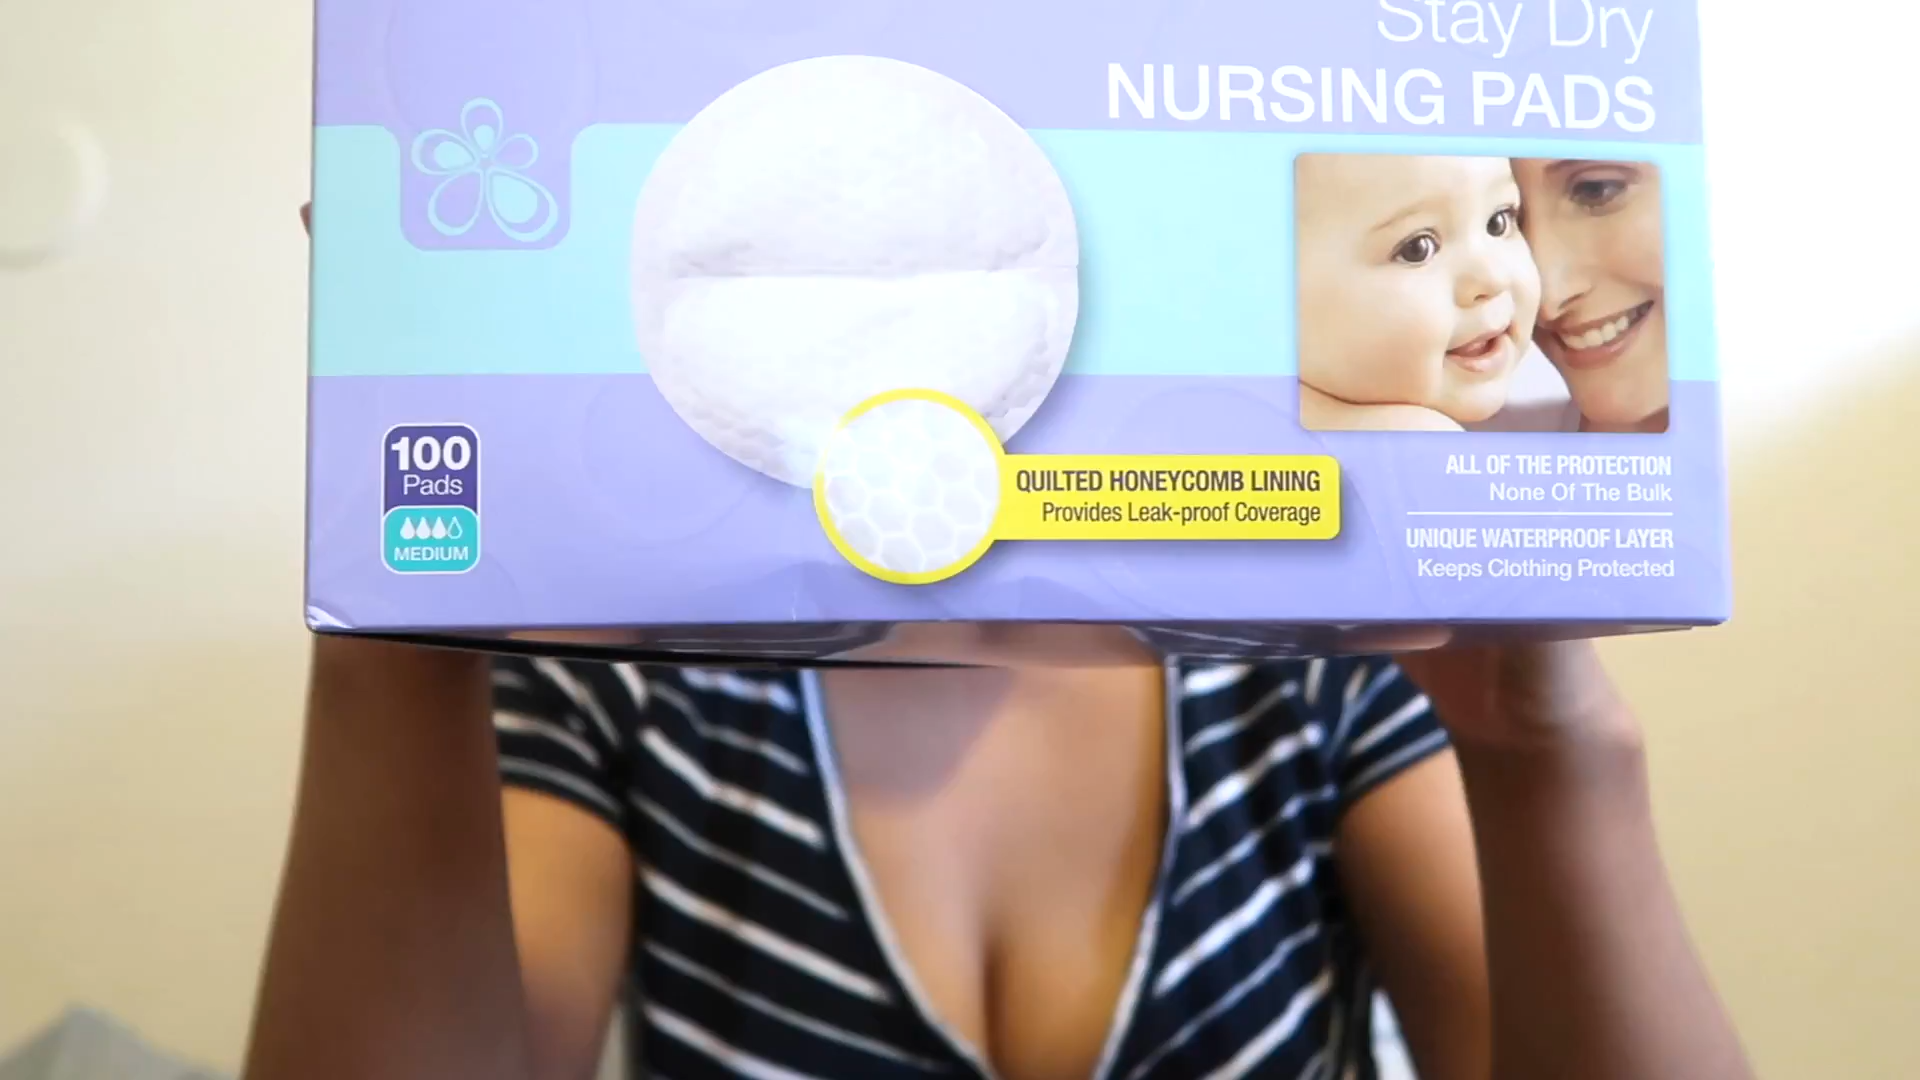 Stay Dry
NURSING PADS
100
Pads
MEDIUM
QUILTED HONEYCOMB LINING
Provides Leak-proof Coverage
ALL OF THE PROTECTION
None Of The Bulk
UNIQUE WATERPROOF LAYER
Keeps Clothing Protected